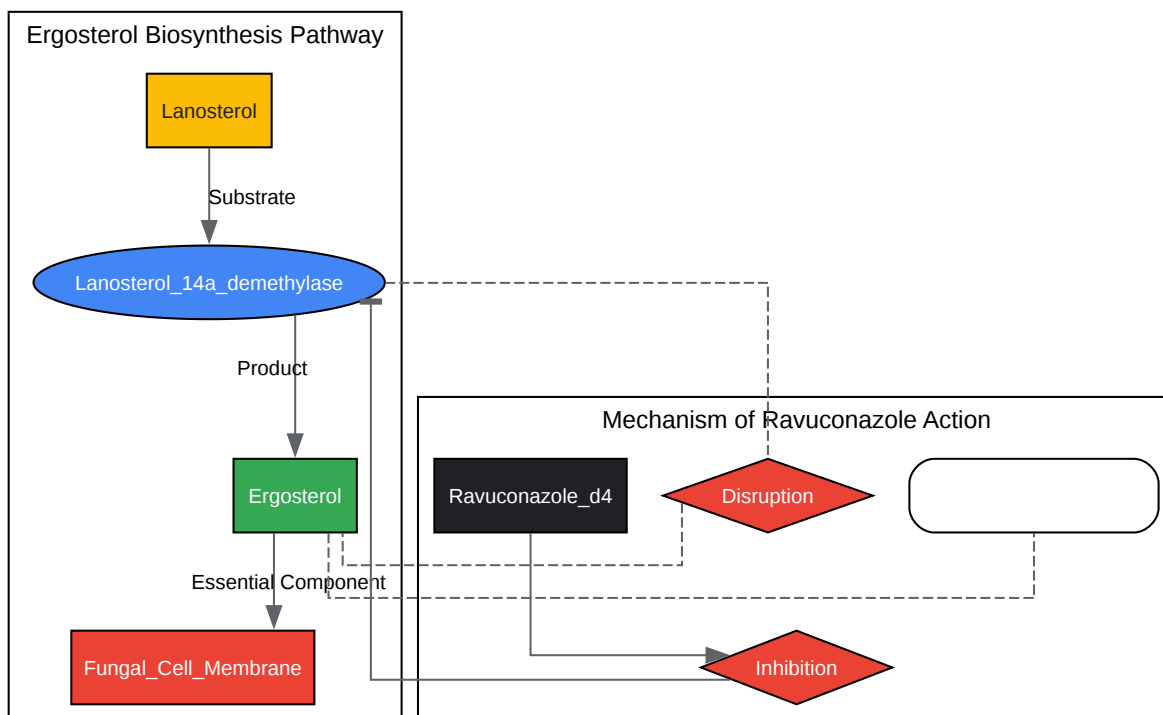 Ergosterol Biosynthesis Pathway
Lanosterol
Substrate
Lanosterol_14a_demethylase
Product
Ergosterol
Essential Component
Fungal_Cell_Membrane
Mechanism of Ravuconazole Action
Ravuconazole_d4
Disruption
Inhibition